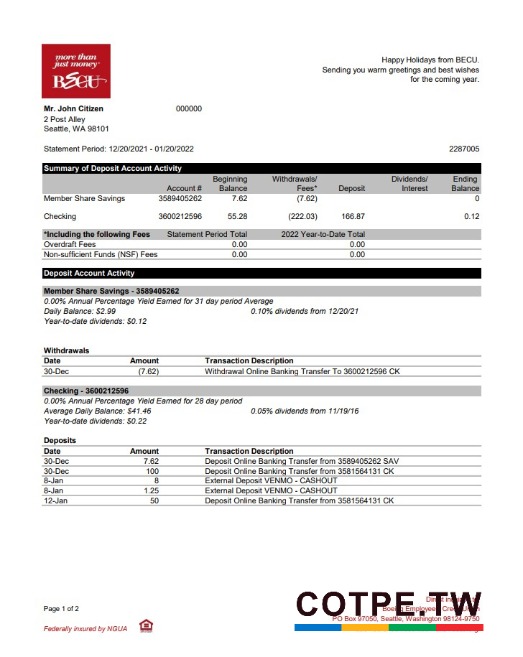 more than
just money
BECU
Happy Holidays from BECU.
Sending you warm greetings and best wishes
for the coming year.
Mr. John Citizen 000000
2 Post Alley
Seattle, WA 98101
Statement Period: 12/20/2021 - 01/20/2022 2287005
Summary of Deposit Account Activity
Beginning Withdrawals/ Dividends/ Ending
Account # Balance Fees* Deposit Interest Balance
Member Share Savings 3589405262 7.62 (7.62) 0
Checking 3600212596 55.28 (222.03) 166.87 0.12
*Including the following Fees Statement Period Total 2022 Year-to-Date Total
Overdraft Fees 0.00 0.00
Non-sufficient Funds (NSF) Fees 0.00 0.00
Deposit Account Activity
Member Share Savings - 3589405262
0.00% Annual Percentage Yield Earned for 31 day period Average
Daily Balance: $2.99 0.10% dividends from 12/20/21
Year-to-date dividends: $0.12
Withdrawals
Date Amount Transaction Description
30-Dec (7.62) Withdrawal Online Banking Transfer To 3600212596 CK
Checking - 3600212596
0.00% Annual Percentage Yield Earned for 28 day period
Average Daily Balance: $41.46 0.05% dividends from 11/19/16
Year-to-date dividends: $0.22
Deposits
Date Amount Transaction Description
30-Dec 7.62 Deposit Online Banking Transfer from 3589405262 SAV
30-Dec 100 Deposit Online Banking Transfer from 3581564131 CK
8-Jan 8 External Deposit VENMO - CASHOUT
8-Jan 1.25 External Deposit VENMO - CASHOUT
12-Jan 50 Deposit Online Banking Transfer from 3581564131 CK
COTPE.TW
Page 1 of 2
PO Box 97050, Seattle, Washington 98124-9750
Federally insured by NGUA